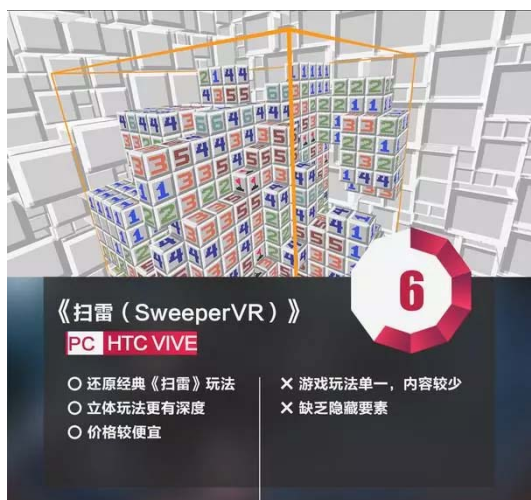 6
《扫雷（SweeperVR）》
PC HTC VIVE
○ 还原经典《扫雷》玩法
○ 立体玩法更有深度
○ 价格较便宜
× 游戏玩法单一，内容较少
× 缺乏隐藏要素